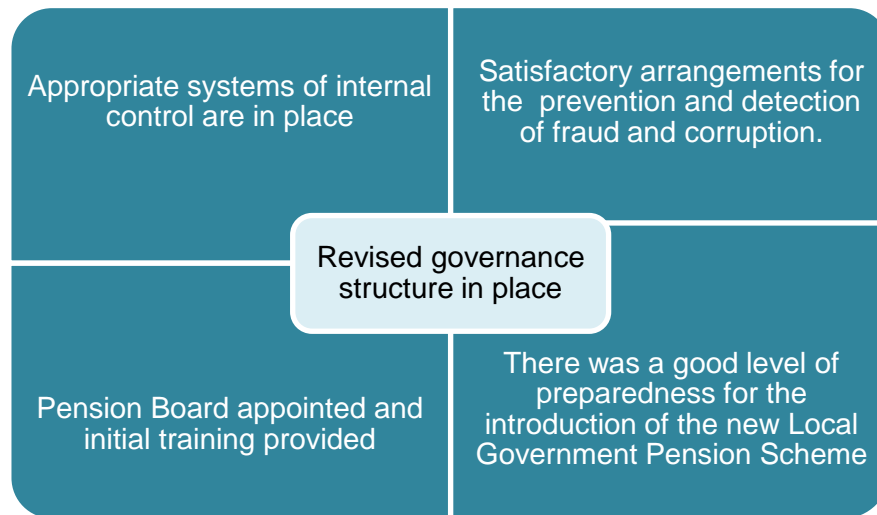 Appropriate systems of internal
control are in place
Satisfactory arrangements for
the prevention and detection
of fraud and corruption.
Revised governance
structure in place
Pension Board appointed and
initial training provided
There was a good level of
preparedness for the
introduction of the new Local
Government Pension Scheme